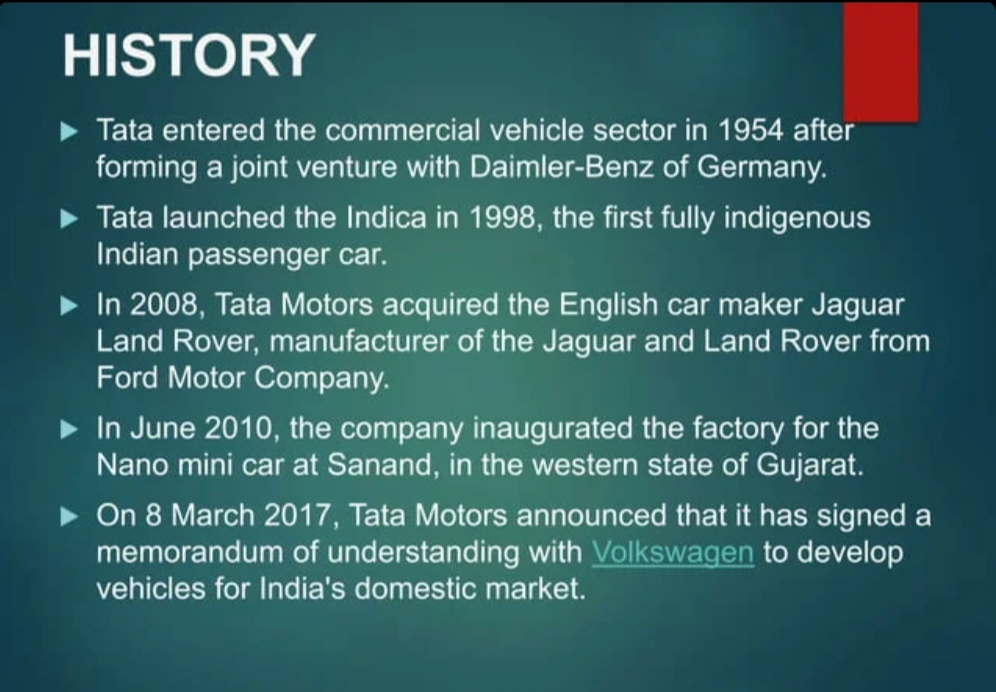 HISTORY
Tata entered the commercial vehicle sector in 1954 after
forming a joint venture with Daimler-Benz of Germany.
Tata launched the Indica in 1998, the first fully indigenous
Indian passenger car.
In 2008, Tata Motors acquired the English car maker Jaguar
Land Rover, manufacturer of the Jaguar and Land Rover from
Ford Motor Company.
In June 2010, the company inaugurated the factory for the
Nano mini car at Sanand, in the western state of Gujarat.
On 8 March 2017, Tata Motors announced that it has signed a
memorandum of understanding with Volkswagen to develop
vehicles for India's domestic market.